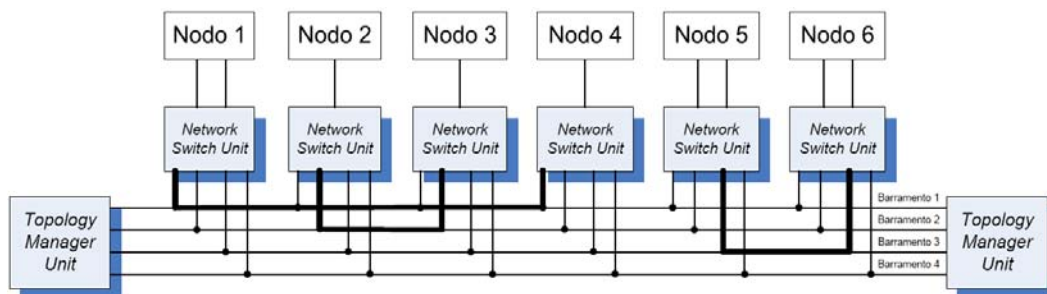 Nodo 1
Nodo 2
Nodo 3
Nodo 4
Nodo 5
Nodo 6
Network
Switch Unit
Network
Switch Unit
Network
Switch Unit
Network
Switch Unit
Network
Switch Unit
Network
Switch Unit
Topology
Manager
Unit
Barramento 1
Barramento 2
Barramento 3
Barramento 4
Topology
Manager
Unit